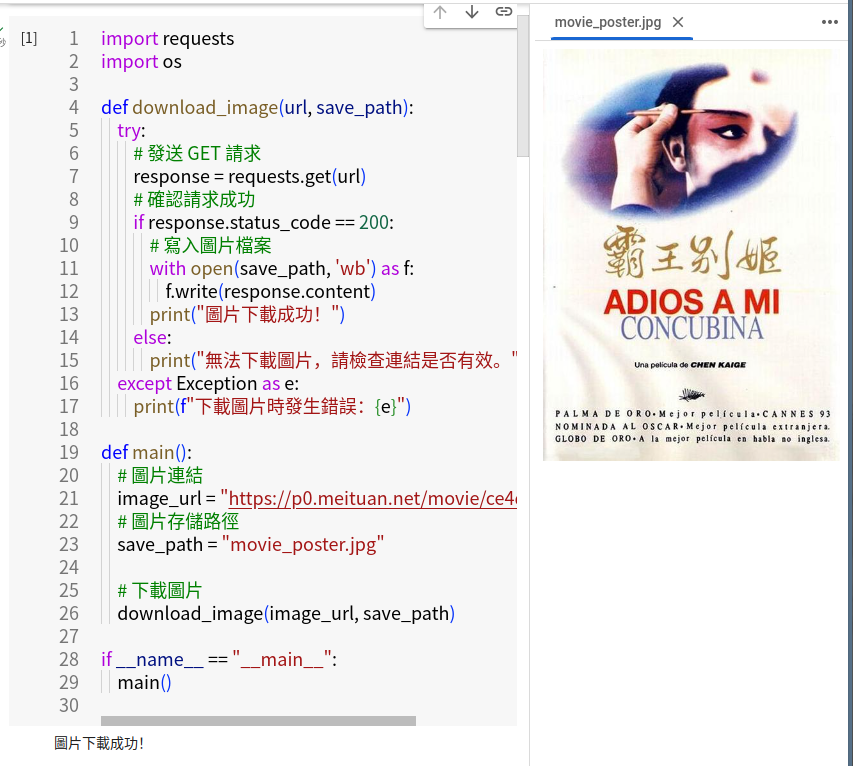 [1]
1 import requests
2 import os
3
4 def download_image(url, save_path):
5 try:
6 # 發送 GET 請求
7 response = requests.get(url)
8 # 確認請求成功
9 if response.status_code == 200:
10 # 寫入圖片檔案
11 with open(save_path, 'wb') as f:
12 f.write(response.content)
13 print("圖片下載成功！")
14 else:
15 print("無法下載圖片，請檢查連結是否有效。"
16 except Exception as e:
17 print(f"下載圖片時發生錯誤：{e}")
18
19 def main():
20 # 圖片連結
21 image_url = "https://p0.meituan.net/movie/ce4
22 # 圖片存儲路徑
23 save_path = "movie_poster.jpg"
24
25 # 下載圖片
26 download_image(image_url, save_path)
27
28 if __name__ == "__main__":
29 main()
30
圖片下載成功！
movie_poster.jpg
霸王别姬
ADIOS A MI
CONCUBINA
Una película de CHEN KAIGE
PALMA DE ORO•Mejor película•CANNES 93
NOMINADA AL OSCAR•Mejor película extranjera.
GLOBO DE ORO•A la mejor película en habla no inglesa.